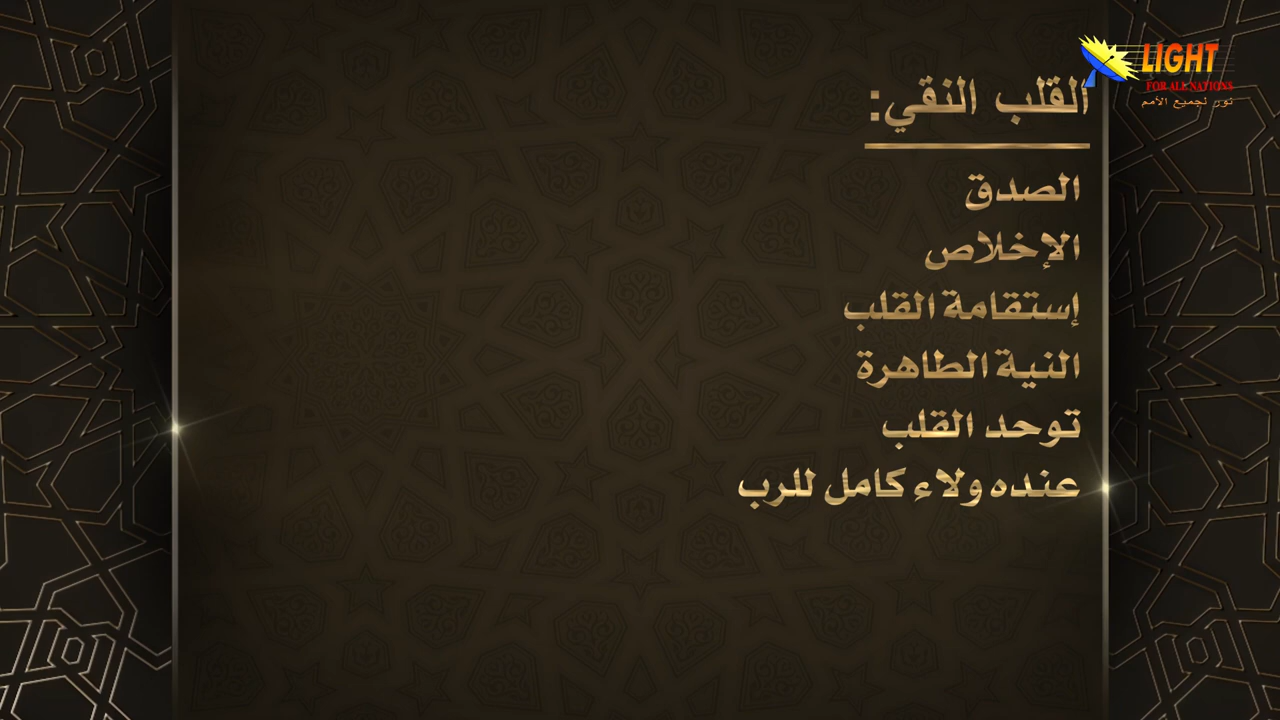 LIGHT
FOR ALL NATIONS
نور لجميع الأمم
القلب النقي:
الصدق
الإخلاص
إستقامة القلب
النية الطاهرة
توحد القلب
عنده ولاء كامل للرب